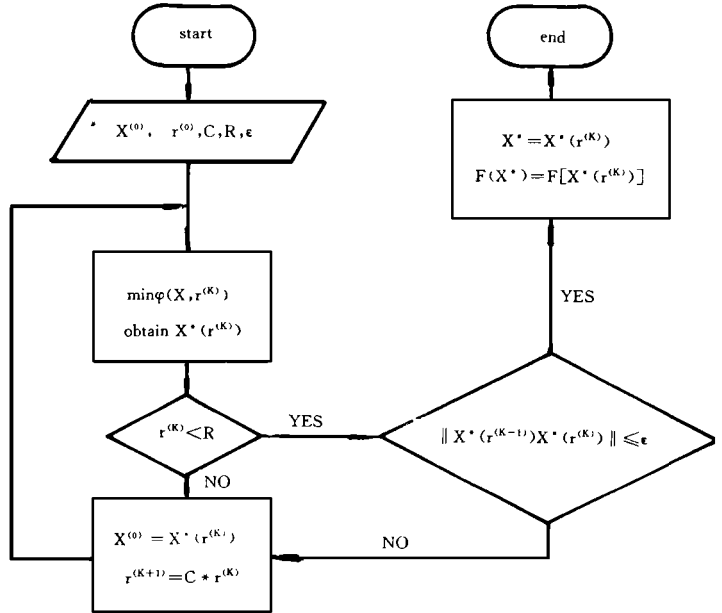 start
* X⁽⁰⁾, r⁽⁰⁾,C,R,ε
minφ(X,r⁽ᴷ⁾)
obtain X*(r⁽ᴷ⁾)
r⁽ᴷ⁾<R
YES
NO
X⁽⁰⁾=X*(r⁽ᴷ⁾)
r⁽ᴷ⁺¹⁾=C*r⁽ᴷ⁾
end
X*=X*(r⁽ᴷ⁾)
F(X*)=F[X*(r⁽ᴷ⁾)]
YES
‖X*(r⁽ᴷ⁻¹⁾)X*(r⁽ᴷ⁾)‖≤ε
NO